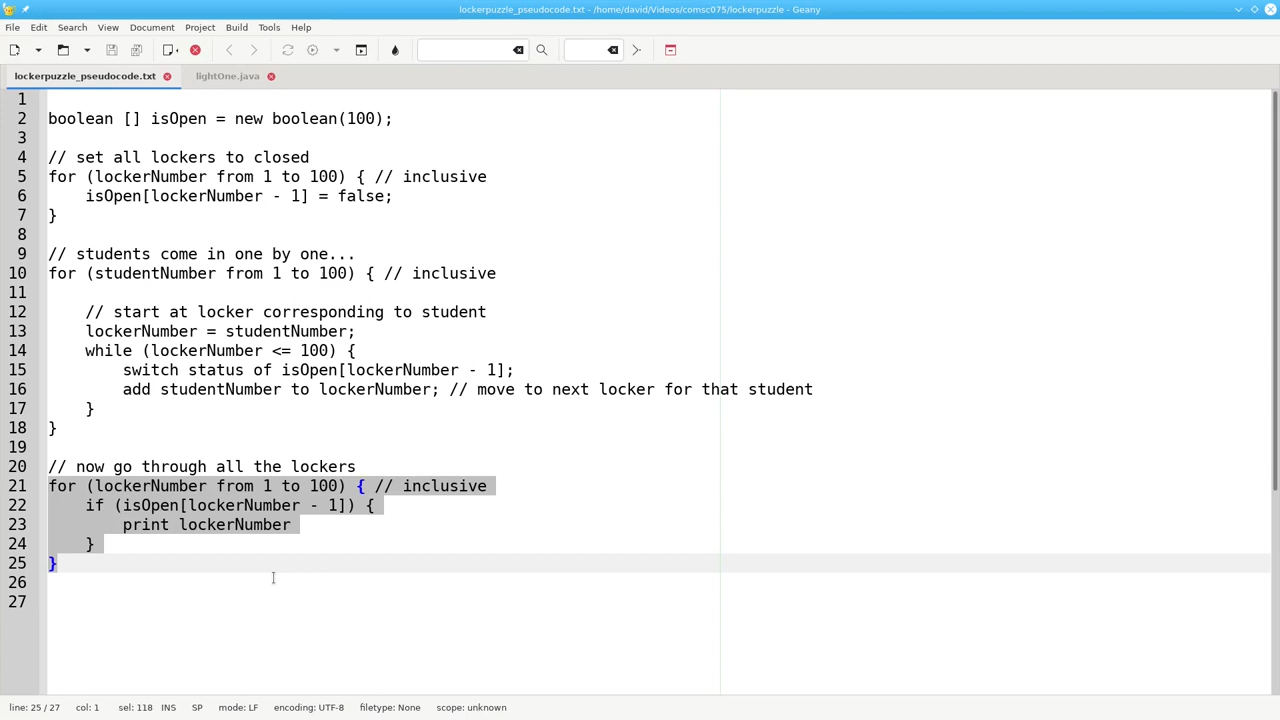 lockerpuzzle_pseudocode.txt - /home/david/Videos/comsc075/lockerpuzzle - Geany
File Edit Search View Document Project Build Tools Help
lockerpuzzle_pseudocode.txt lightOne.java
1
2 boolean [] isOpen = new boolean(100);
3
4 // set all lockers to closed
5 for (lockerNumber from 1 to 100) { // inclusive
6 isOpen[lockerNumber - 1] = false;
7 }
8
9 // students come in one by one...
10 for (studentNumber from 1 to 100) { // inclusive
11
12 // start at locker corresponding to student
13 lockerNumber = studentNumber;
14 while (lockerNumber <= 100) {
15 switch status of isOpen[lockerNumber - 1];
16 add studentNumber to lockerNumber; // move to next locker for that student
17 }
18 }
19
20 // now go through all the lockers
21 for (lockerNumber from 1 to 100) { // inclusive
22 if (isOpen[lockerNumber - 1]) {
23 print lockerNumber
24 }
25 }
26
27
line: 25 / 27 col: 1 sel: 118 INS SP mode: LF encoding: UTF-8 filetype: None scope: unknown